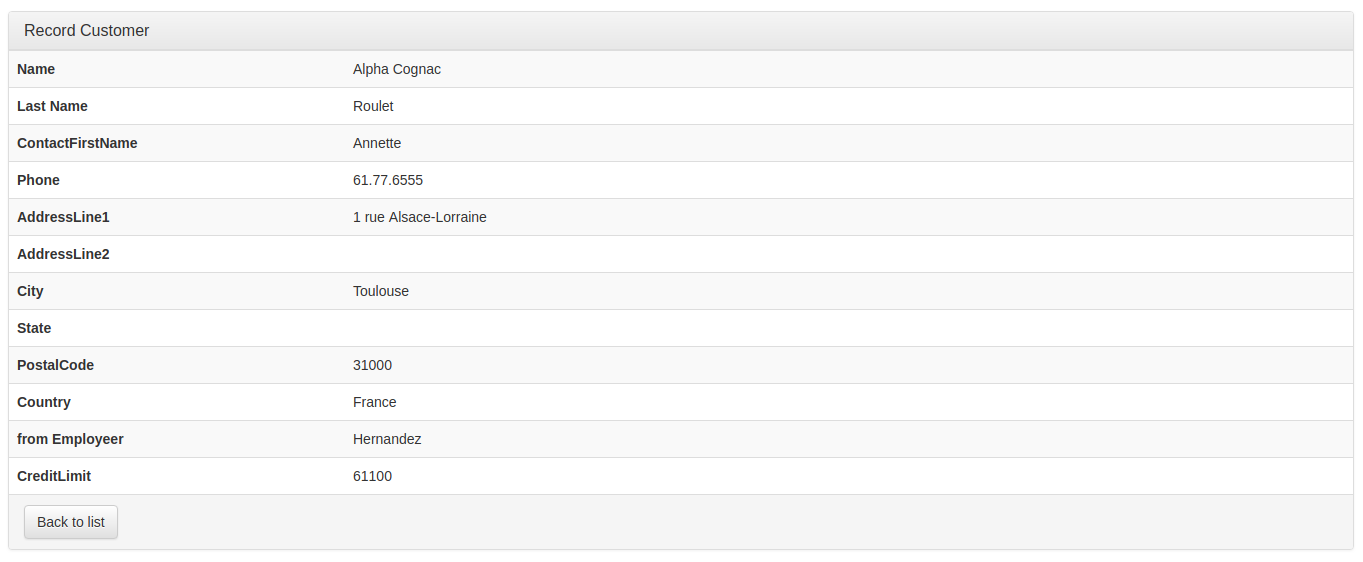 Record Customer
Name Alpha Cognac
Last Name Roulet
ContactFirstName Annette
Phone 61.77.6555
AddressLine1 1 rue Alsace-Lorraine
AddressLine2
City Toulouse
State
PostalCode 31000
Country France
from Employeer Hernandez
CreditLimit 61100
Back to list